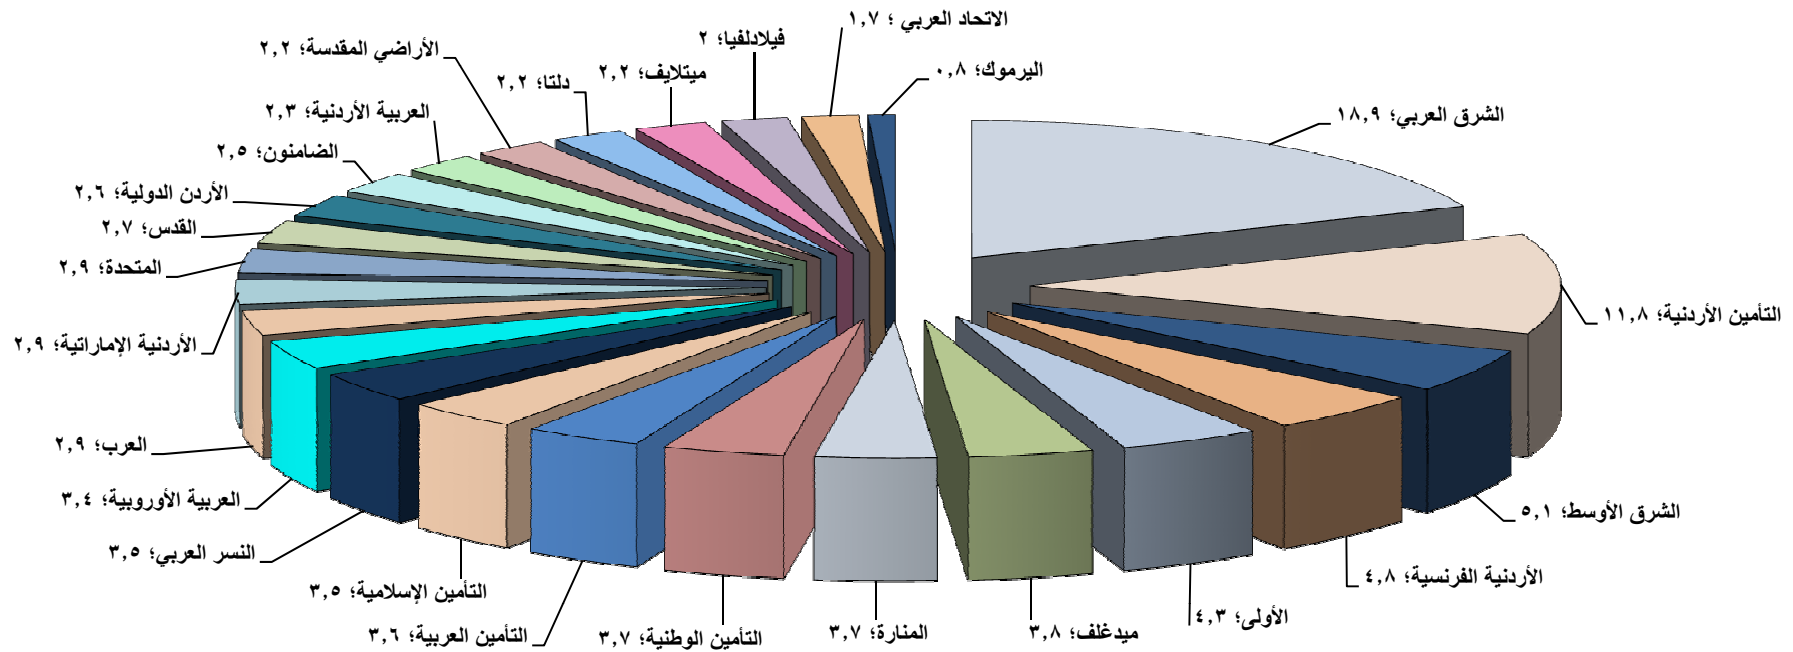 الشرق العربي؛ ١٨,٩
التأمين الأردنية؛ ١١,٨
الشرق الأوسط؛ ٥,١
الأردنية الفرنسية؛ ٤,٨
الأولى؛ ٤,٣
ميدغلف؛ ٣,٨
المنارة؛ ٣,٧
التأمين الوطنية؛ ٣,٧
التأمين العربية؛ ٣,٦
التأمين الإسلامية؛ ٣,٥
النسر العربي؛ ٣,٥
العربية الأوروبية؛ ٣,٤
العرب؛ ٢,٩
الأردنية الإماراتية؛ ٢,٩
المتحدة؛ ٢,٩
القدس؛ ٢,٧
الأردن الدولية؛ ٢,٦
الضامنون؛ ٢,٥
العربية الأردنية؛ ٢,٣
الأراضي المقدسة؛ ٢,٢
دلتا؛ ٢,٢
ميتلايف؛ ٢,٢
فيلادلفيا؛ ٢
الاتحاد العربي ؛ ١,٧
اليرموك؛ ٠,٨